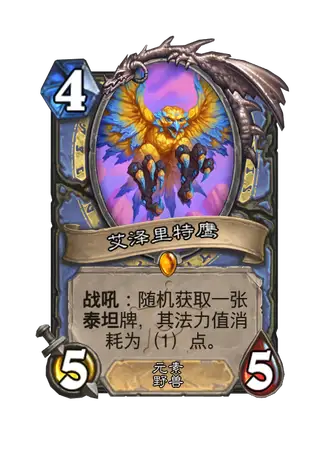 4
艾泽里特鹰
战吼：随机获取一张
泰坦牌，其法力值消
耗为（1）点。
5
元素
野兽
5